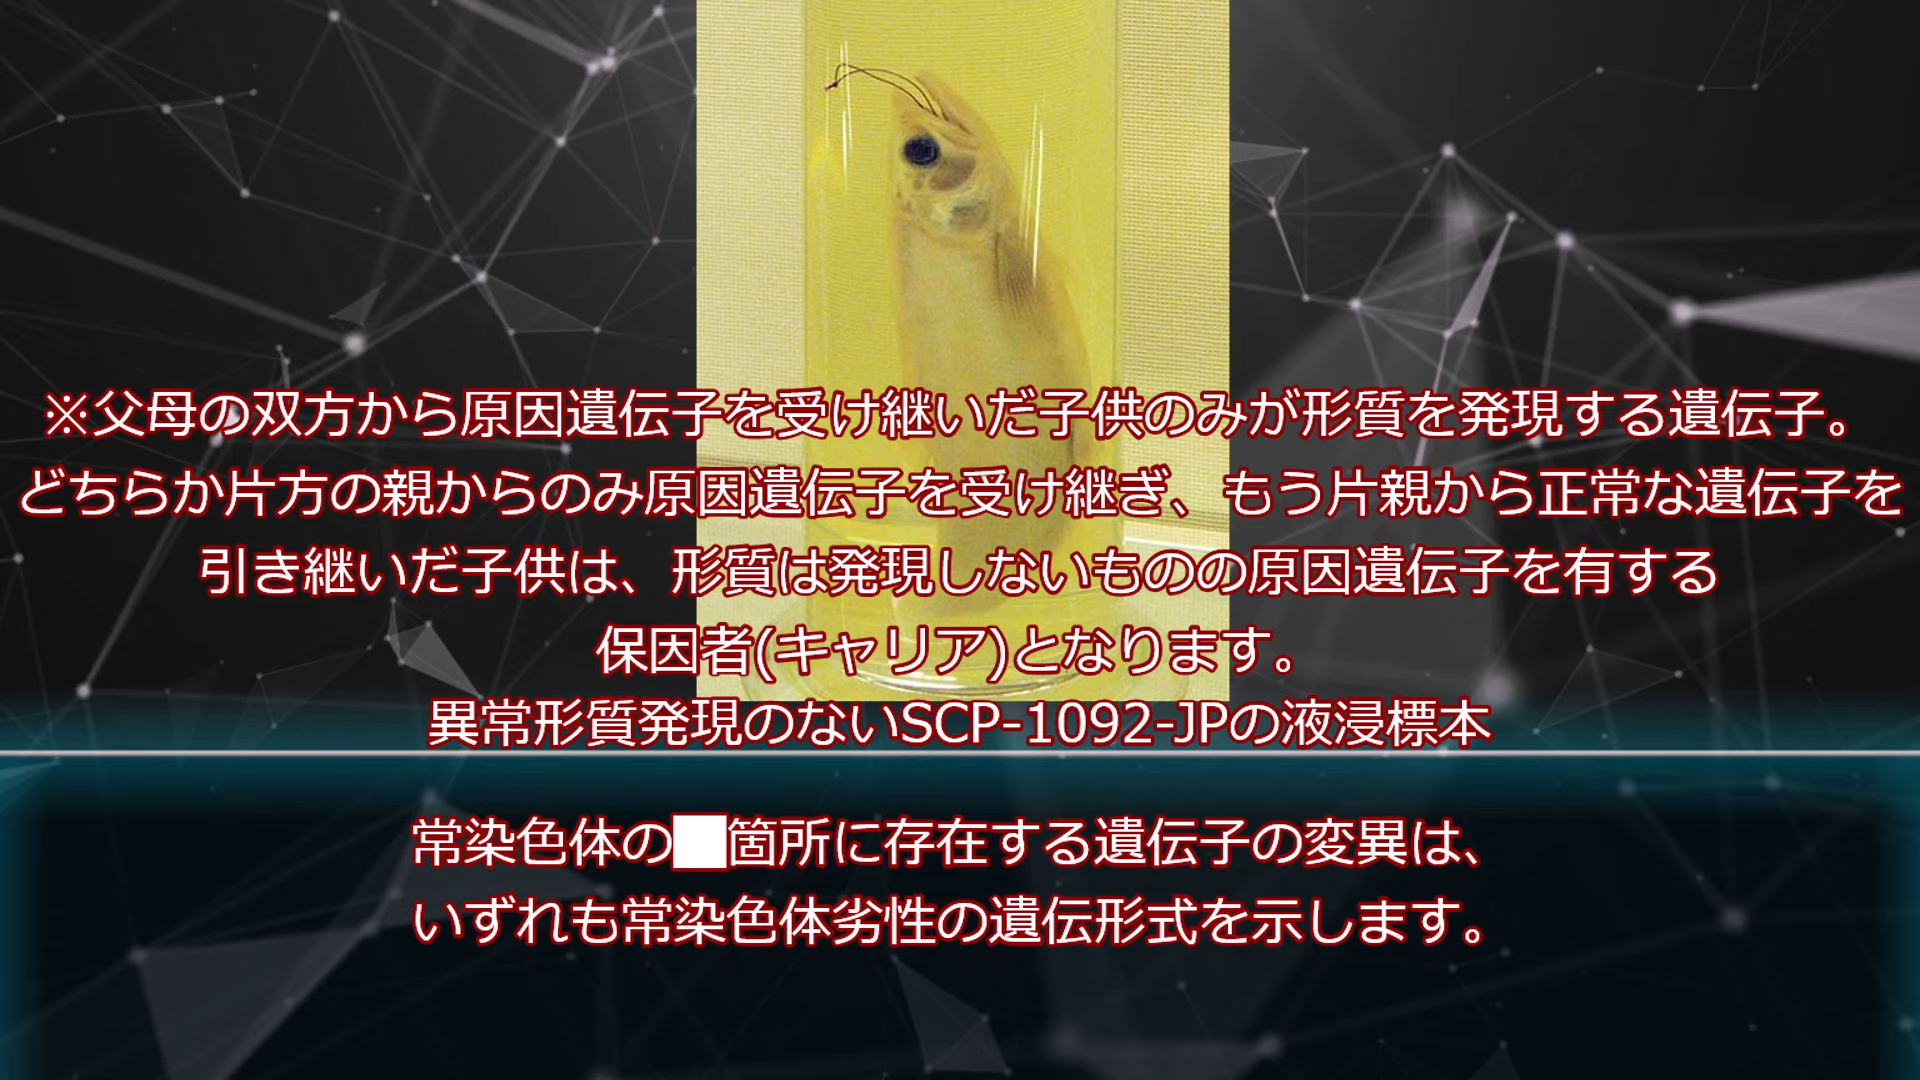 ※父母の双方から原因遺伝子を受け継いだ子供のみが形質を発現する遺伝子。
どちらか片方の親からのみ原因遺伝子を受け継ぎ、もう片親から正常な遺伝子を
引き継いだ子供は、形質は発現しないものの原因遺伝子を有する
保因者(キャリア)となります。
異常形質発現のないSCP-1092-JPの液浸標本
常染色体の█箇所に存在する遺伝子の変異は、
いずれも常染色体劣性の遺伝形式を示します。